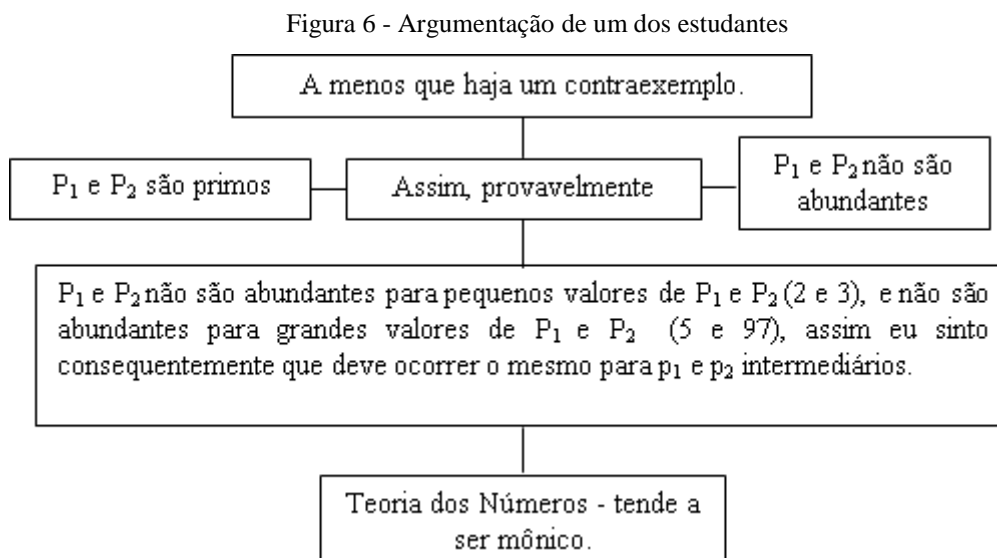 Figura 6 - Argumentação de um dos estudantes
A menos que haja um contraexemplo.
P₁ e P₂ são primos
Assim, provavelmente
P₁ e P₂ não são
abundantes
P₁ e P₂ não são abundantes para pequenos valores de P₁ e P₂ (2 e 3), e não são
abundantes para grandes valores de P₁ e P₂ (5 e 97), assim eu sinto
consequentemente que deve ocorrer o mesmo para p₁ e p₂ intermediários.
Teoria dos Números - tende a
ser mônico.